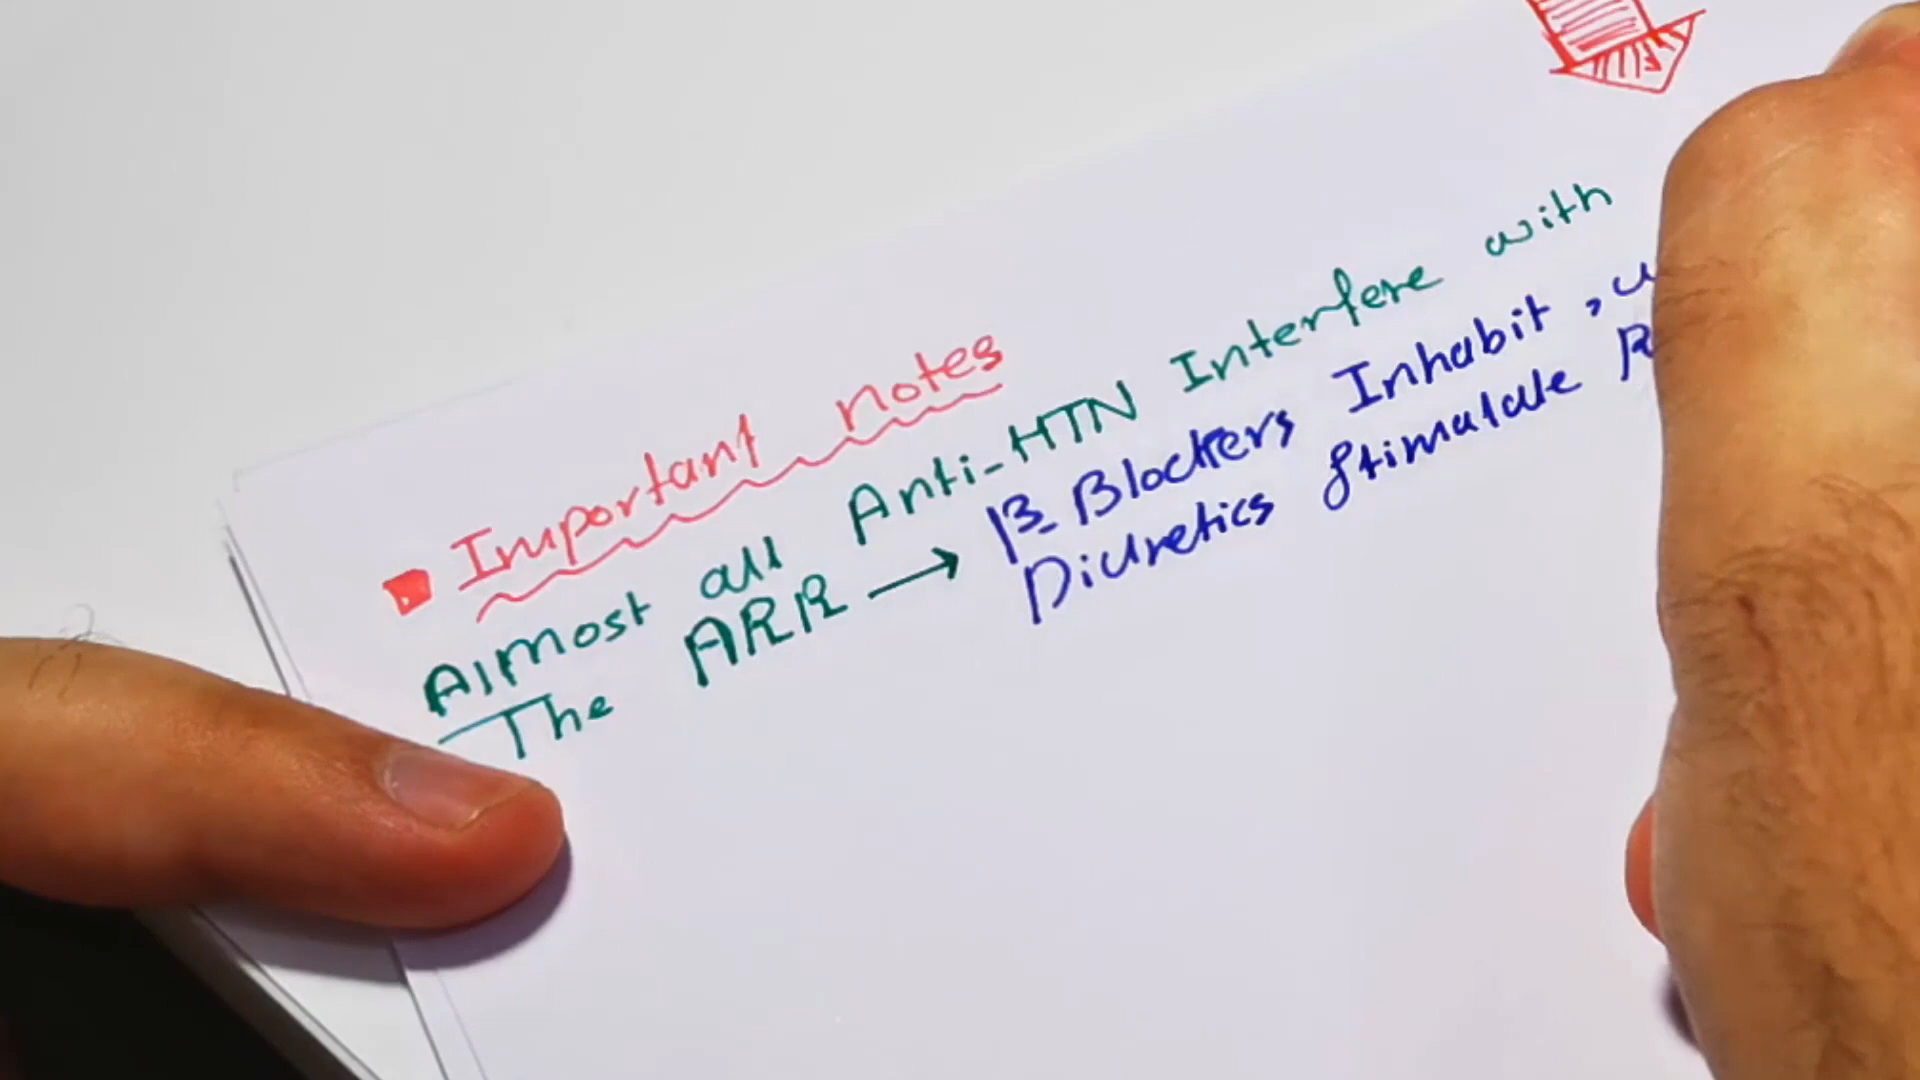 Important notes
Almost all Anti-HTN Interfere with
The ARR → β-Blockers Inhabit,
Diuretics Stimulate